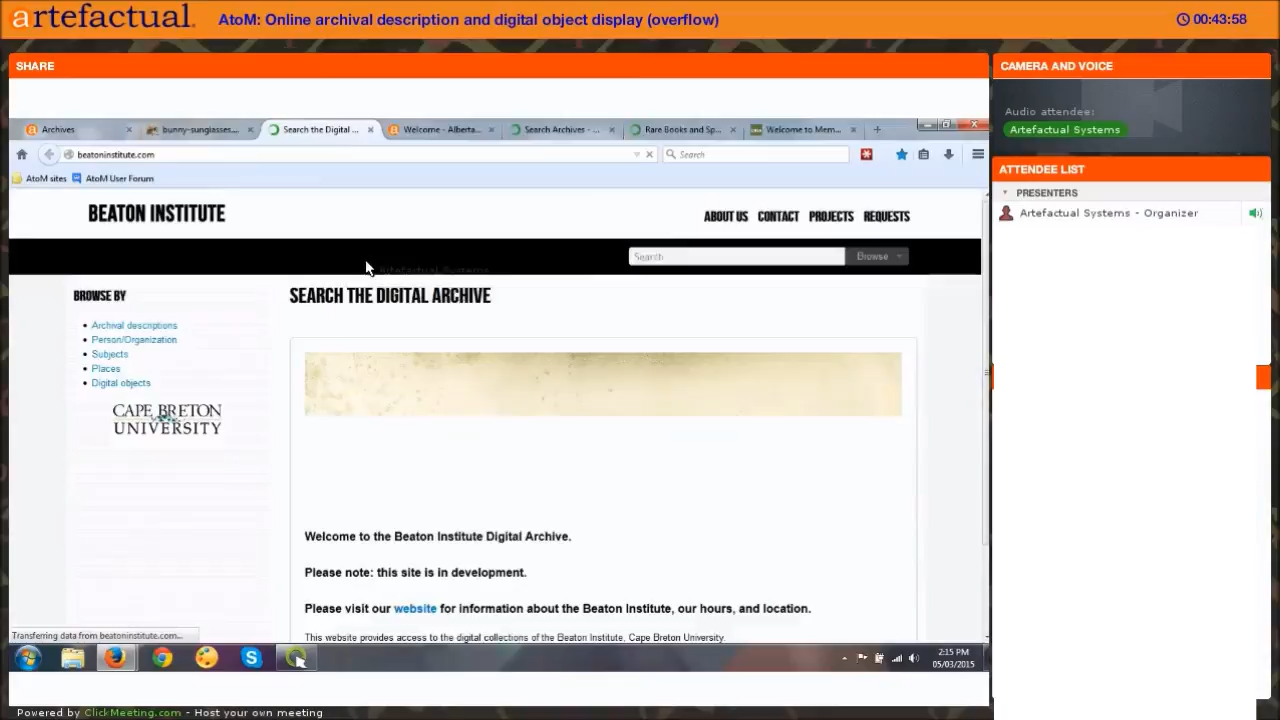 artefactual
AtoM: Online archival description and digital object display (overflow)
00:43:58
SHARE
CAMERA AND VOICE
Audio attendee:
Artefactual Systems
ATTENDEE LIST
PRESENTERS
Artefactual Systems - Organizer
Archives
bunny-sunglasses....
Search the Digital ...
Welcome - Alberta...
Search Archives - ...
Rare Books and Sp...
Welcome to Mem...
beatoninstitute.com
Search
AtoM sites
AtoM User Forum
BEATON INSTITUTE
ABOUT US CONTACT PROJECTS REQUESTS
Search
Browse
Artefactual Systems
BROWSE BY
Archival descriptions
Person/Organization
Subjects
Places
Digital objects
CAPE BRETON
UNIVERSITY
SEARCH THE DIGITAL ARCHIVE
Welcome to the Beaton Institute Digital Archive.
Please note: this site is in development.
Please visit our website for information about the Beaton Institute, our hours, and location.
This website provides access to the digital collections of the Beaton Institute, Cape Breton University.
Transferring data from beatoninstitute.com...
2:15 PM
05/03/2015
Powered by ClickMeeting.com - Host your own meeting